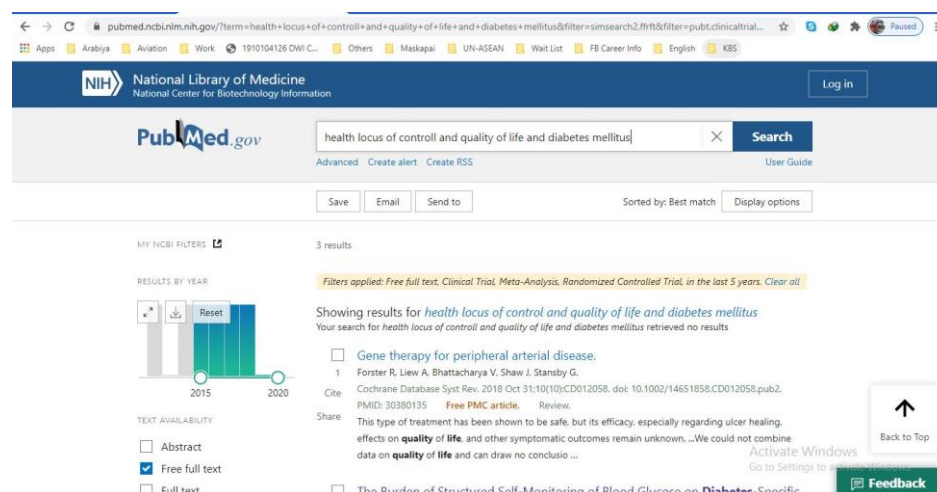 pubmed.ncbi.nlm.nih.gov/?term=health+locus+of+controll+and+quality+of+life+and+diabetes+mellitus&filter=simsearch2.ffrft&filter=pubt.clinicaltrial... Paused
Apps Arabiya Aviation Work 1910104126 DWI C... Others Maskapai UN-ASEAN Wait List FB Career Info English KBS
NIH National Library of Medicine
National Center for Biotechnology Information
Log in
PubMed.gov
health locus of controll and quality of life and diabetes mellitus
Search
Advanced Create alert Create RSS User Guide
Save Email Send to Sorted by: Best match Display options
MY NCBI FILTERS 3 results
RESULTS BY YEAR
Filters applied: Free full text, Clinical Trial, Meta-Analysis, Randomized Controlled Trial, in the last 5 years. Clear all
Reset
Showing results for health locus of control and quality of life and diabetes mellitus
Your search for health locus of controll and quality of life and diabetes mellitus retrieved no results
Gene therapy for peripheral arterial disease.
1 Forster R, Liew A, Bhattacharya V, Shaw J, Stansby G.
Cite Cochrane Database Syst Rev. 2018 Oct 31;10(10):CD012058. doi: 10.1002/14651858.CD012058.pub2.
PMID: 30380135 Free PMC article. Review.
Share This type of treatment has been shown to be safe, but its efficacy, especially regarding ulcer healing,
effects on quality of life, and other symptomatic outcomes remain unknown. ...We could not combine
data on quality of life and can draw no conclusio ...
2015 2020
TEXT AVAILABILITY
Abstract
Free full text
Full text
Back to Top
Activate Windows
Go to Settings to activate Windows.
Feedback
The Burden of Structured Self-Monitoring of Blood Glucose on Diabetes-Specific